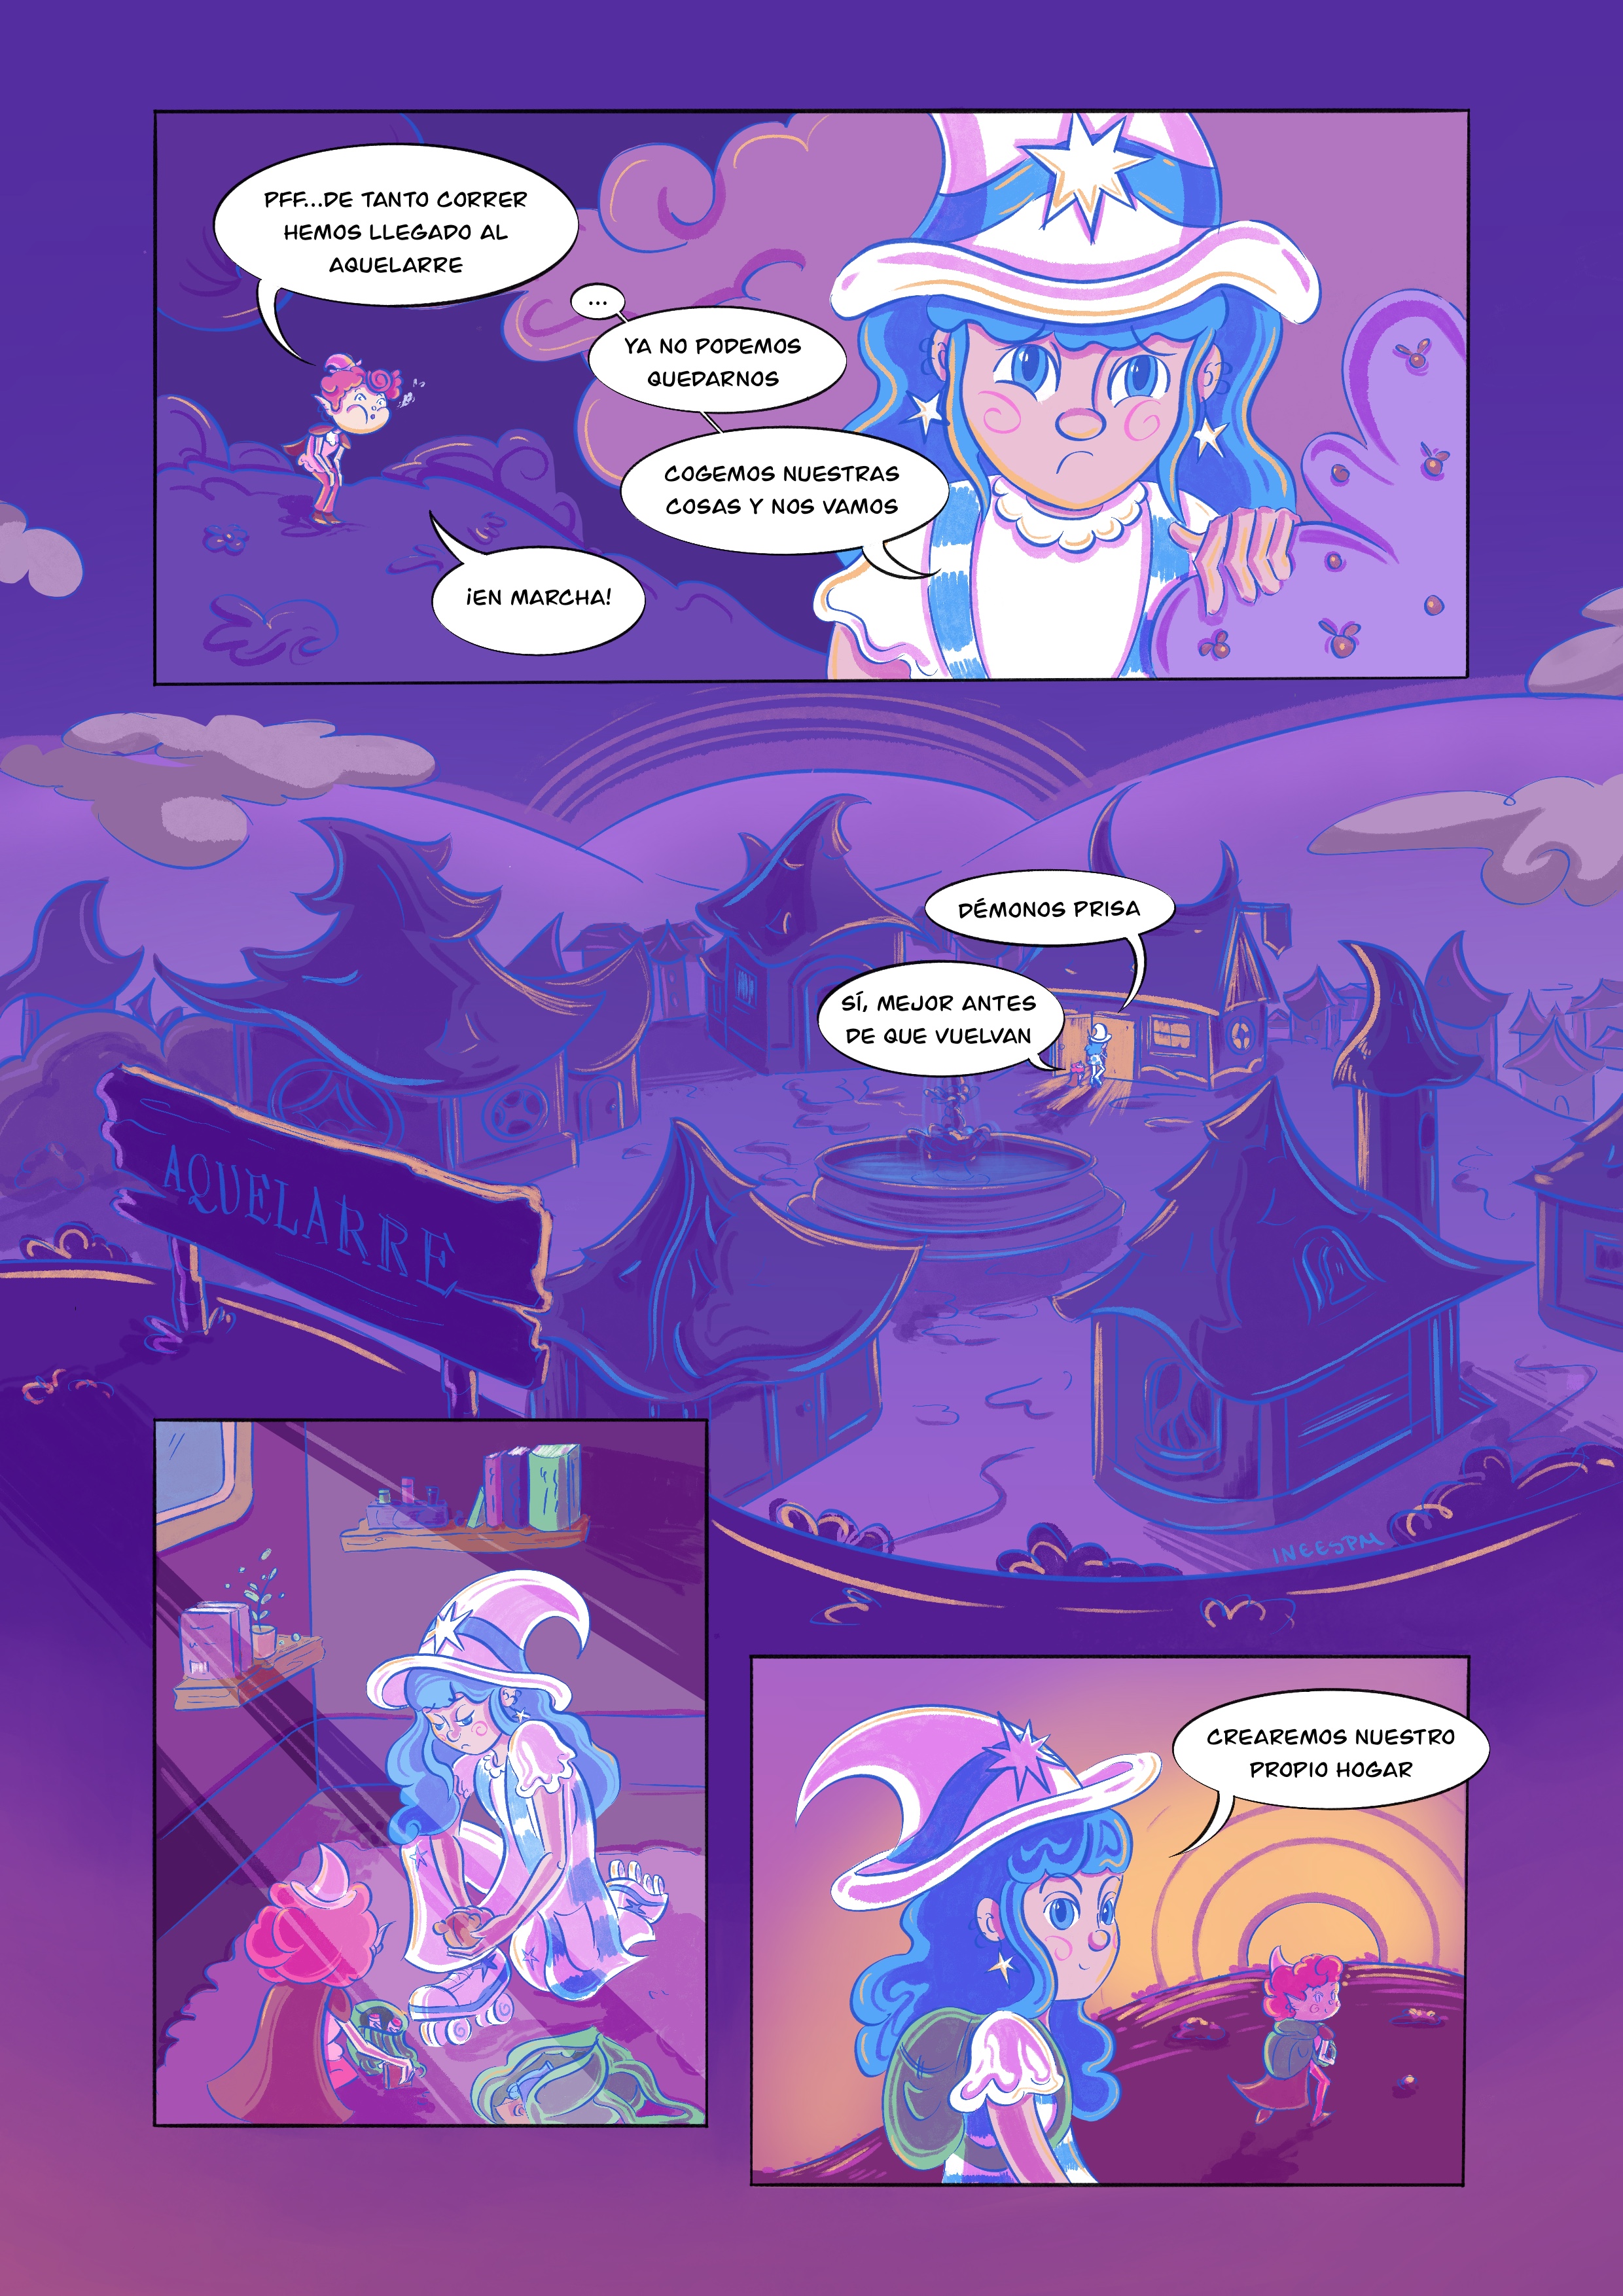 PFF...DE TANTO CORRER
HEMOS LLEGADO AL
AQUELARRE
...
YA NO PODEMOS
QUEDARNOS
COGEMOS NUESTRAS
COSAS Y NOS VAMOS
¡EN MARCHA!
DÉMONOS PRISA
SÍ, MEJOR ANTES
DE QUE VUELVAN
AQUELARRE
INEESPM
CREAREMOS NUESTRO
PROPIO HOGAR